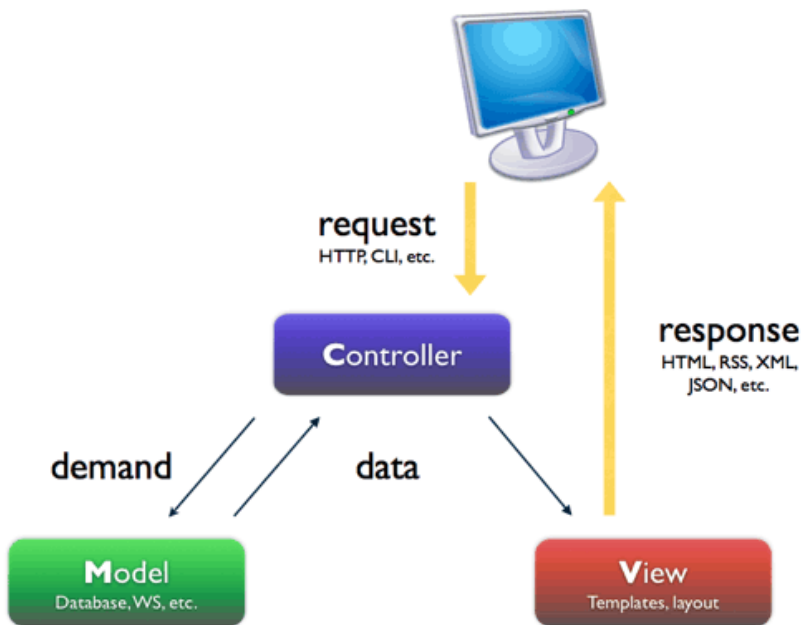 request
HTTP, CLI, etc.
Controller
response
HTML, RSS, XML,
JSON, etc.
demand
data
Model
Database, WS, etc.
View
Templates, layout